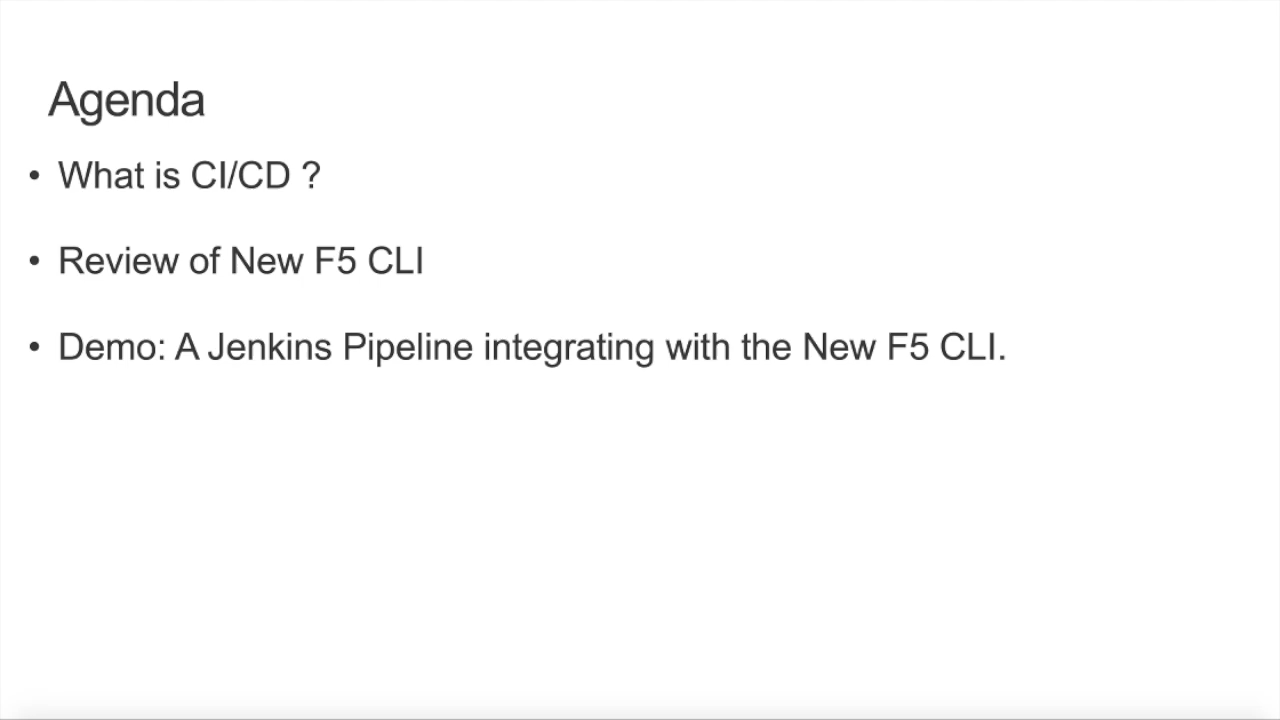 Agenda
• What is CI/CD ?
• Review of New F5 CLI
• Demo: A Jenkins Pipeline integrating with the New F5 CLI.